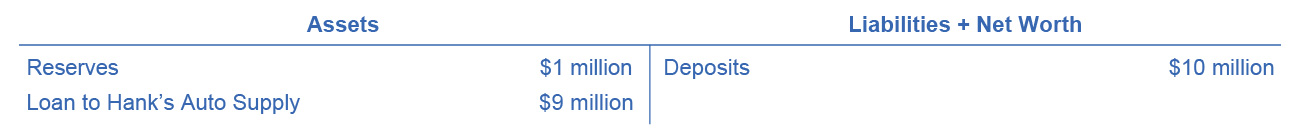 Assets Liabilities + Net Worth
Reserves $1 million Deposits $10 million
Loan to Hank’s Auto Supply $9 million